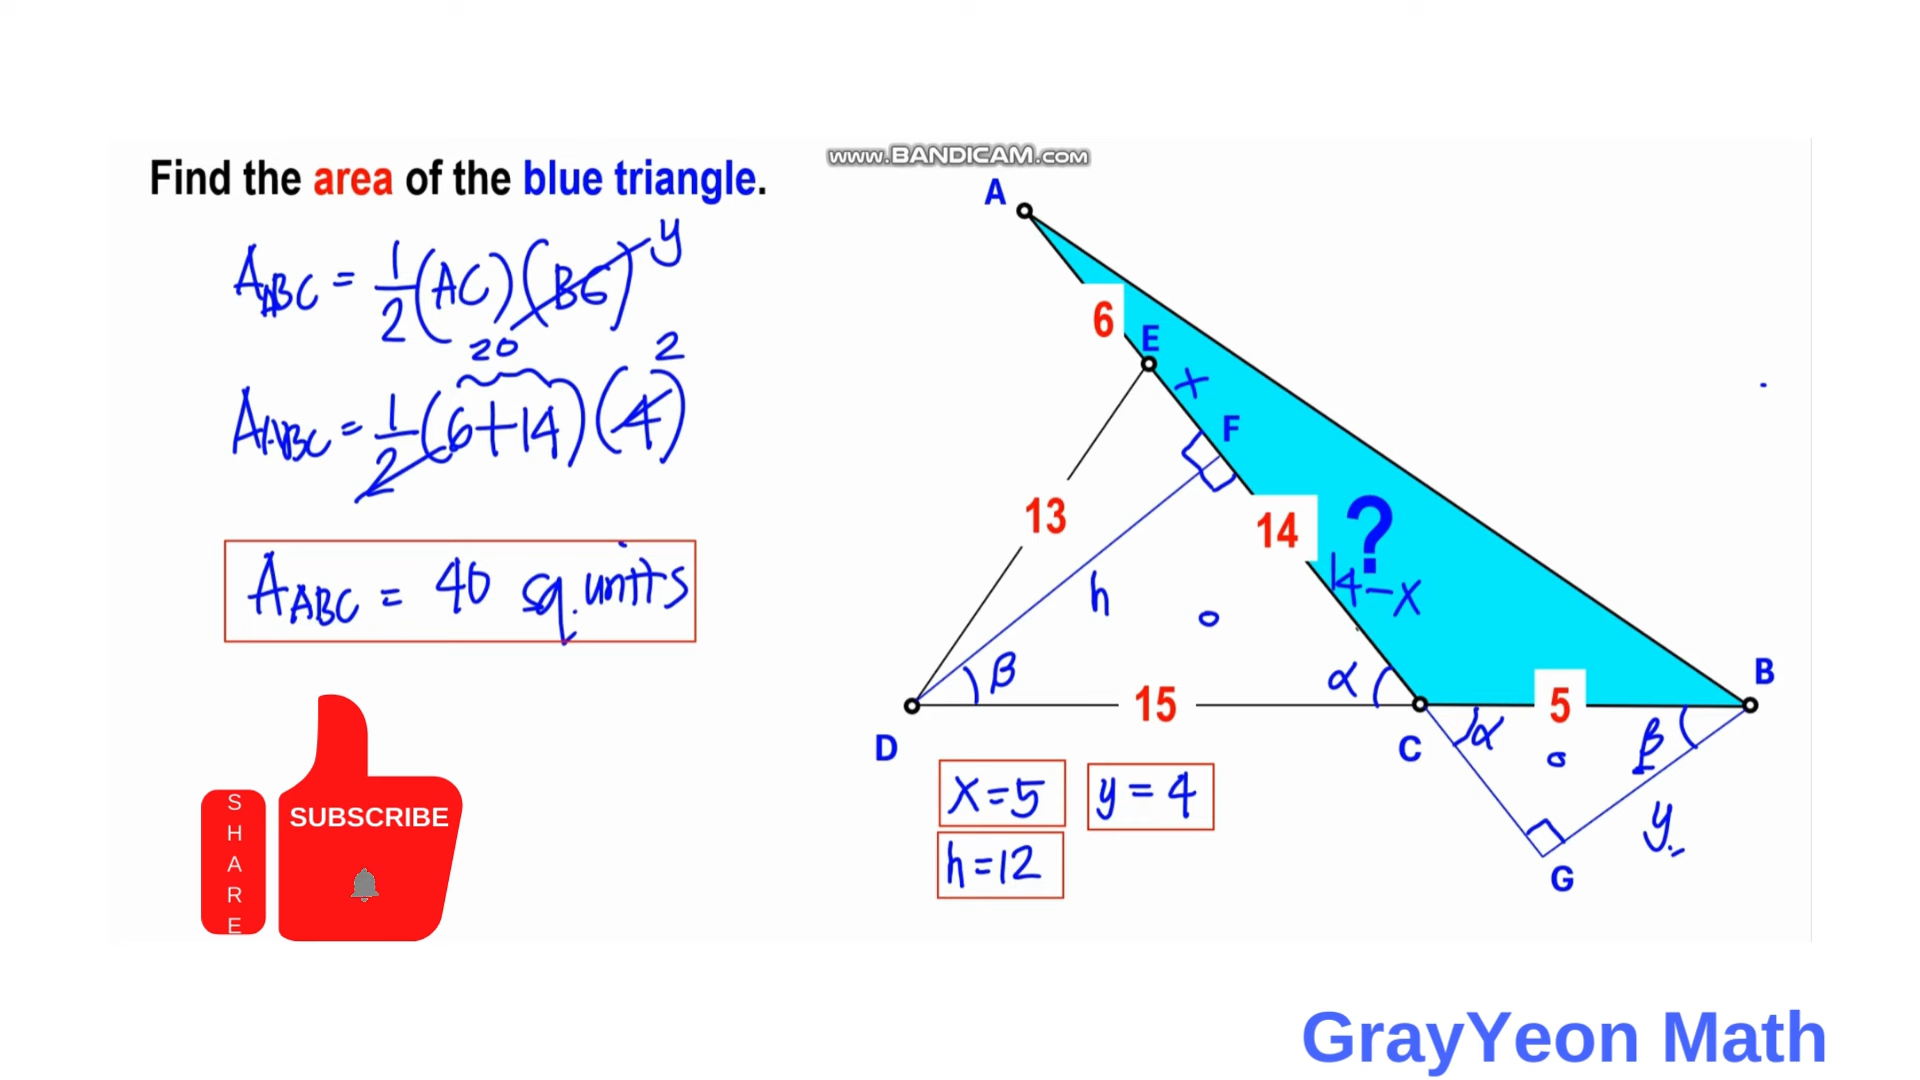 www.BANDICAM.com
Find the area of the blue triangle.
A_ABC = 1/2 (AC) (BG) y
20 2
A_ABC = 1/2 (6+14) (4)
A_ABC = 40 sq. units
A
6
E
x
F
13
14
?
h
14-x
β
α
15
5
B
D
C
α
β
x=5
y=4
y
h=12
G
SHARE
SUBSCRIBE
GrayYeon Math